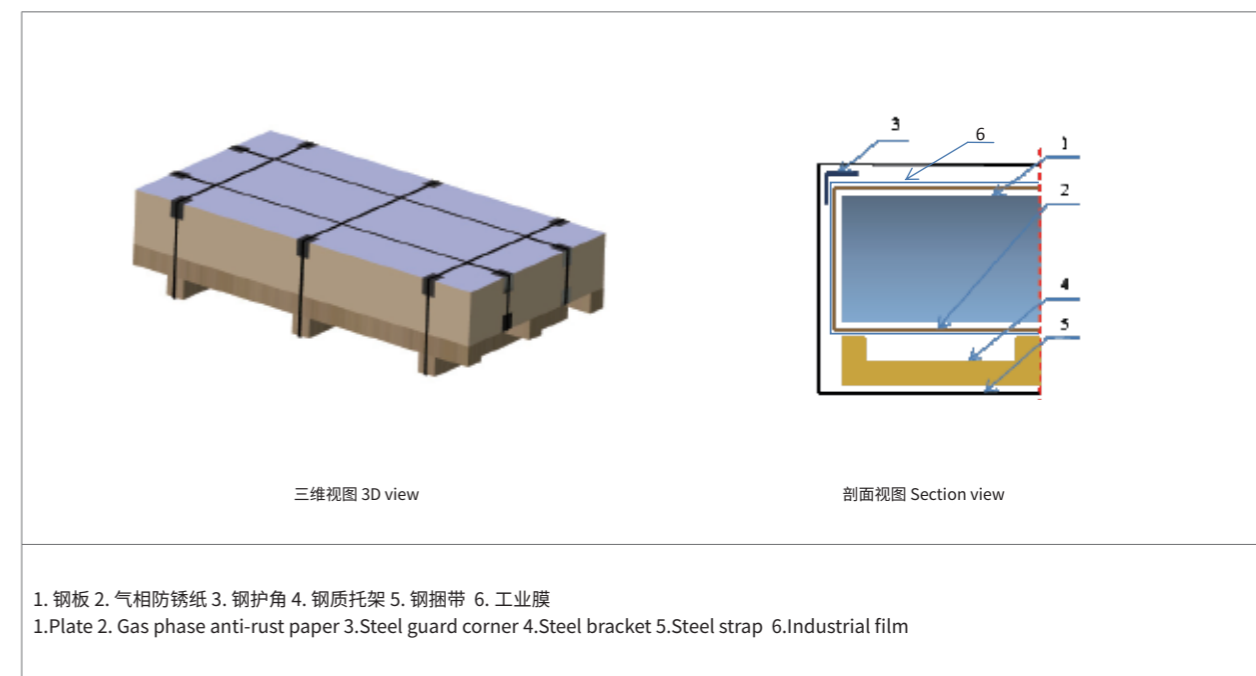 3
6
1
2
4
5
三维视图 3D view
剖面视图 Section view
1. 钢板 2. 气相防锈纸 3. 钢护角 4. 钢质托架 5. 钢捆带 6. 工业膜
1.Plate 2. Gas phase anti-rust paper 3.Steel guard corner 4.Steel bracket 5.Steel strap 6.Industrial film